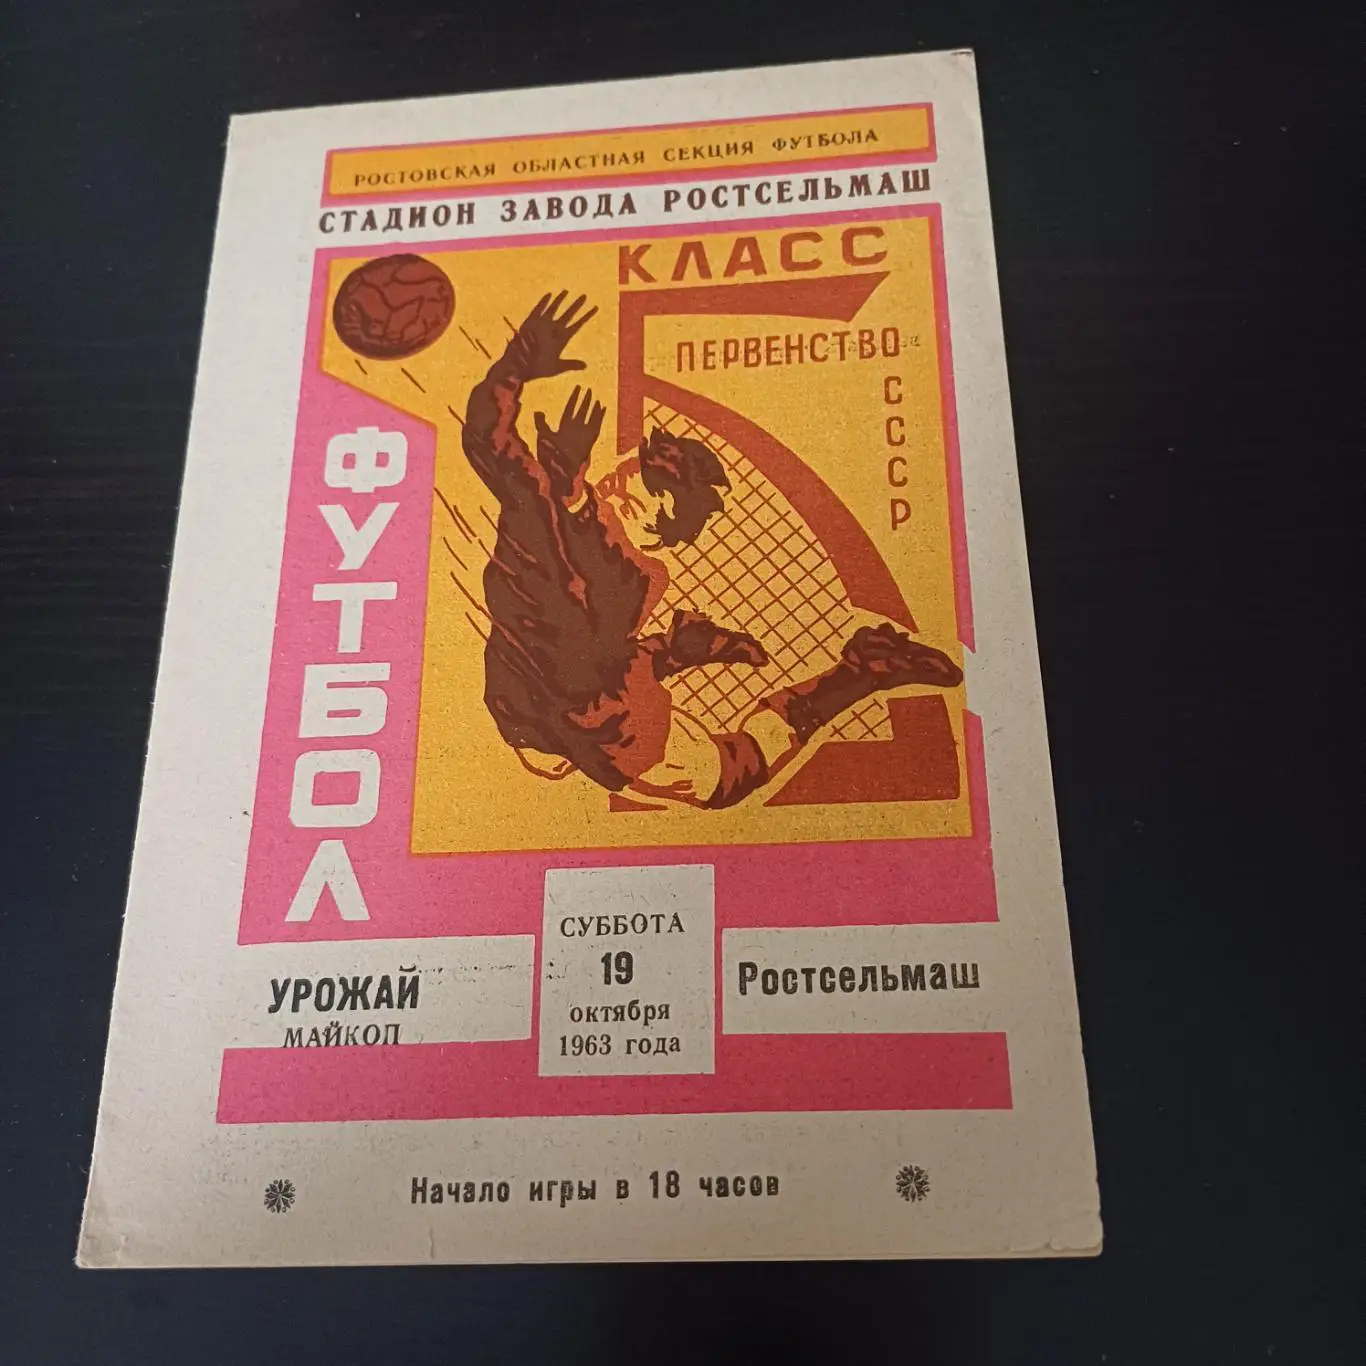 РОСТОВСКАЯ ОБЛАСТНАЯ СЕКЦИЯ ФУТБОЛА
СТАДИОН ЗАВОДА РОСТСЕЛЬМАШ
КЛАСС
Б
ПЕРВЕНСТВО
СССР
ФУТБОЛ
УРОЖАЙ
МАЙКОП
СУББОТА
19
октября
1963 года
Ростсельмаш
Начало игры в 18 часов